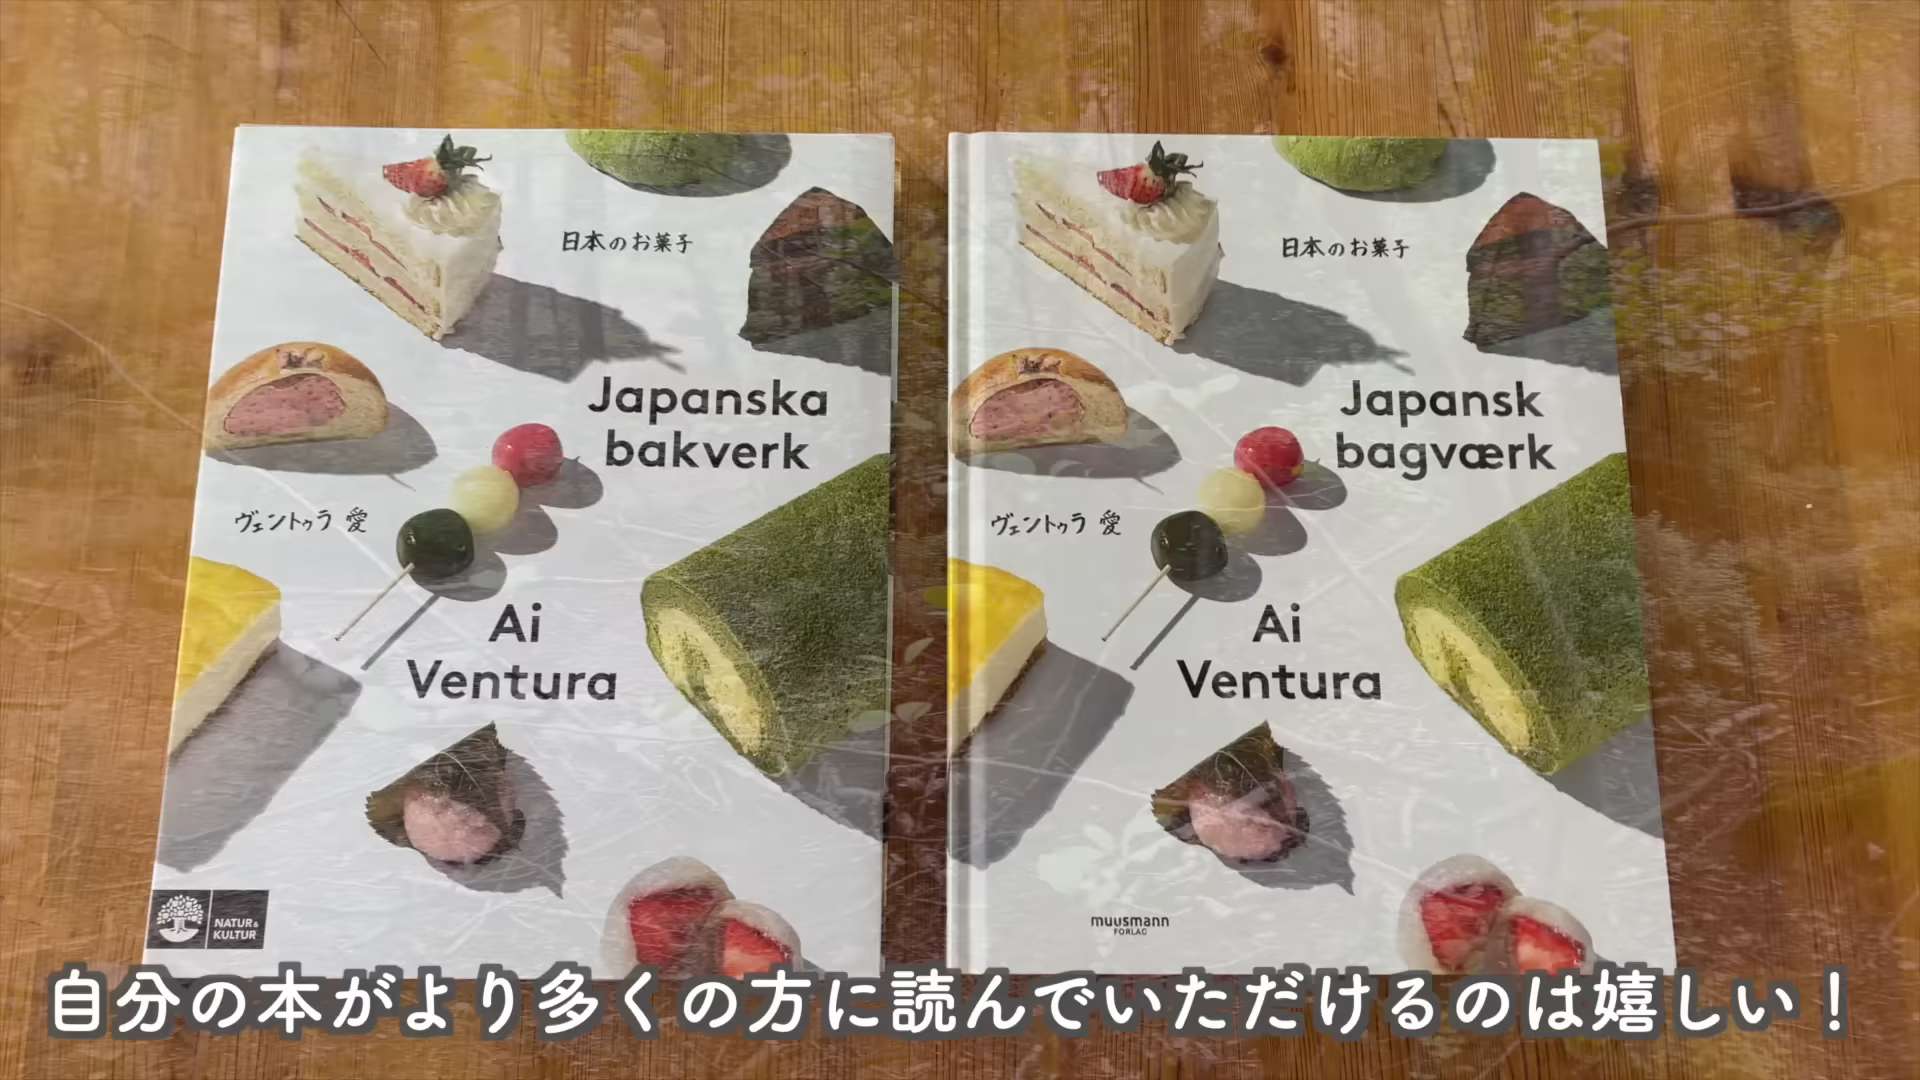 日本のお菓子
Japanska
bakverk
ヴェントゥラ 愛
Ai
Ventura
NATUR &
KULTUR
日本のお菓子
Japansk
bagværk
ヴェントゥラ 愛
Ai
Ventura
muusmann
FORLAG
自分の本がより多くの方に読んでいただけるのは嬉しい！